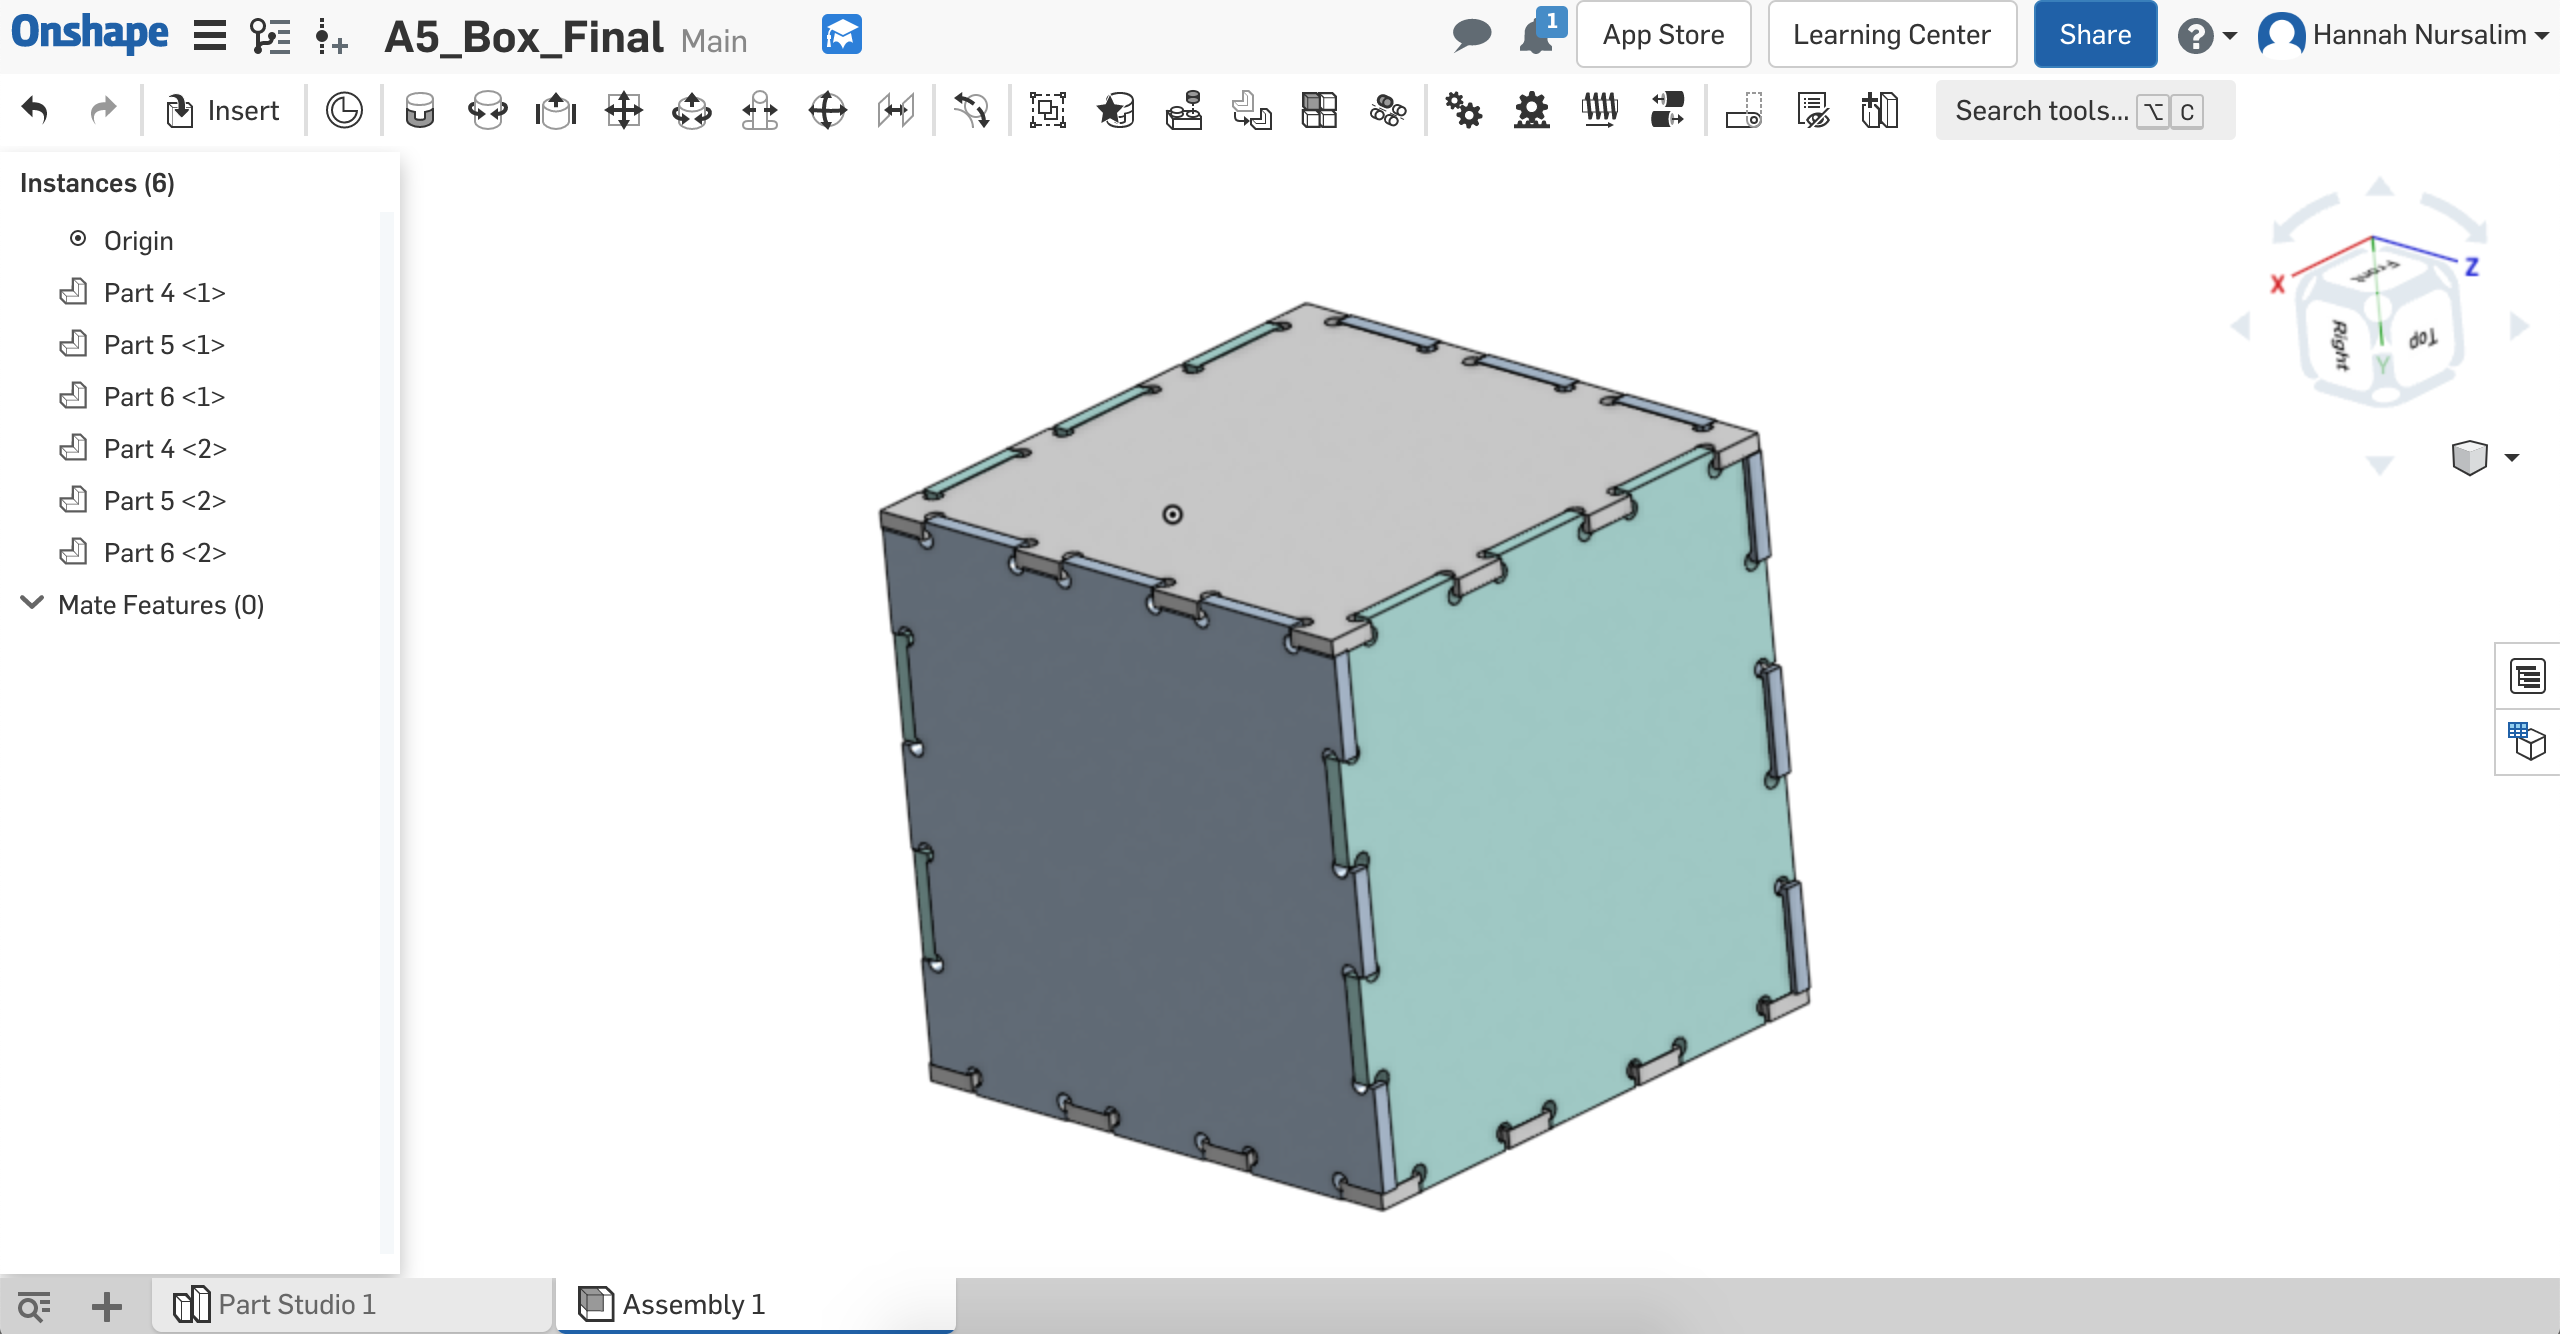 Onshape A5_Box_Final Main 1 App Store Learning Center Share ? Hannah Nursalim
Insert Search tools... ⌥ C
Instances (6)
Origin
Part 4 <1>
Part 5 <1>
Part 6 <1>
Part 4 <2>
Part 5 <2>
Part 6 <2>
Mate Features (0)
X Z
Front
Right Top
Y
Part Studio 1 Assembly 1